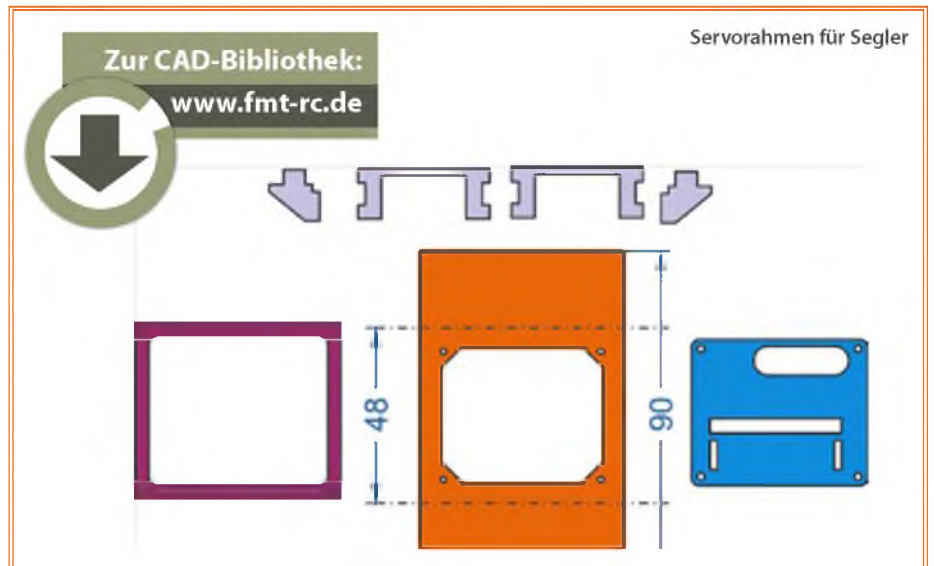 Servorahmen für Segler
Zur CAD-Bibliothek:
www.fmt-rc.de
48
90